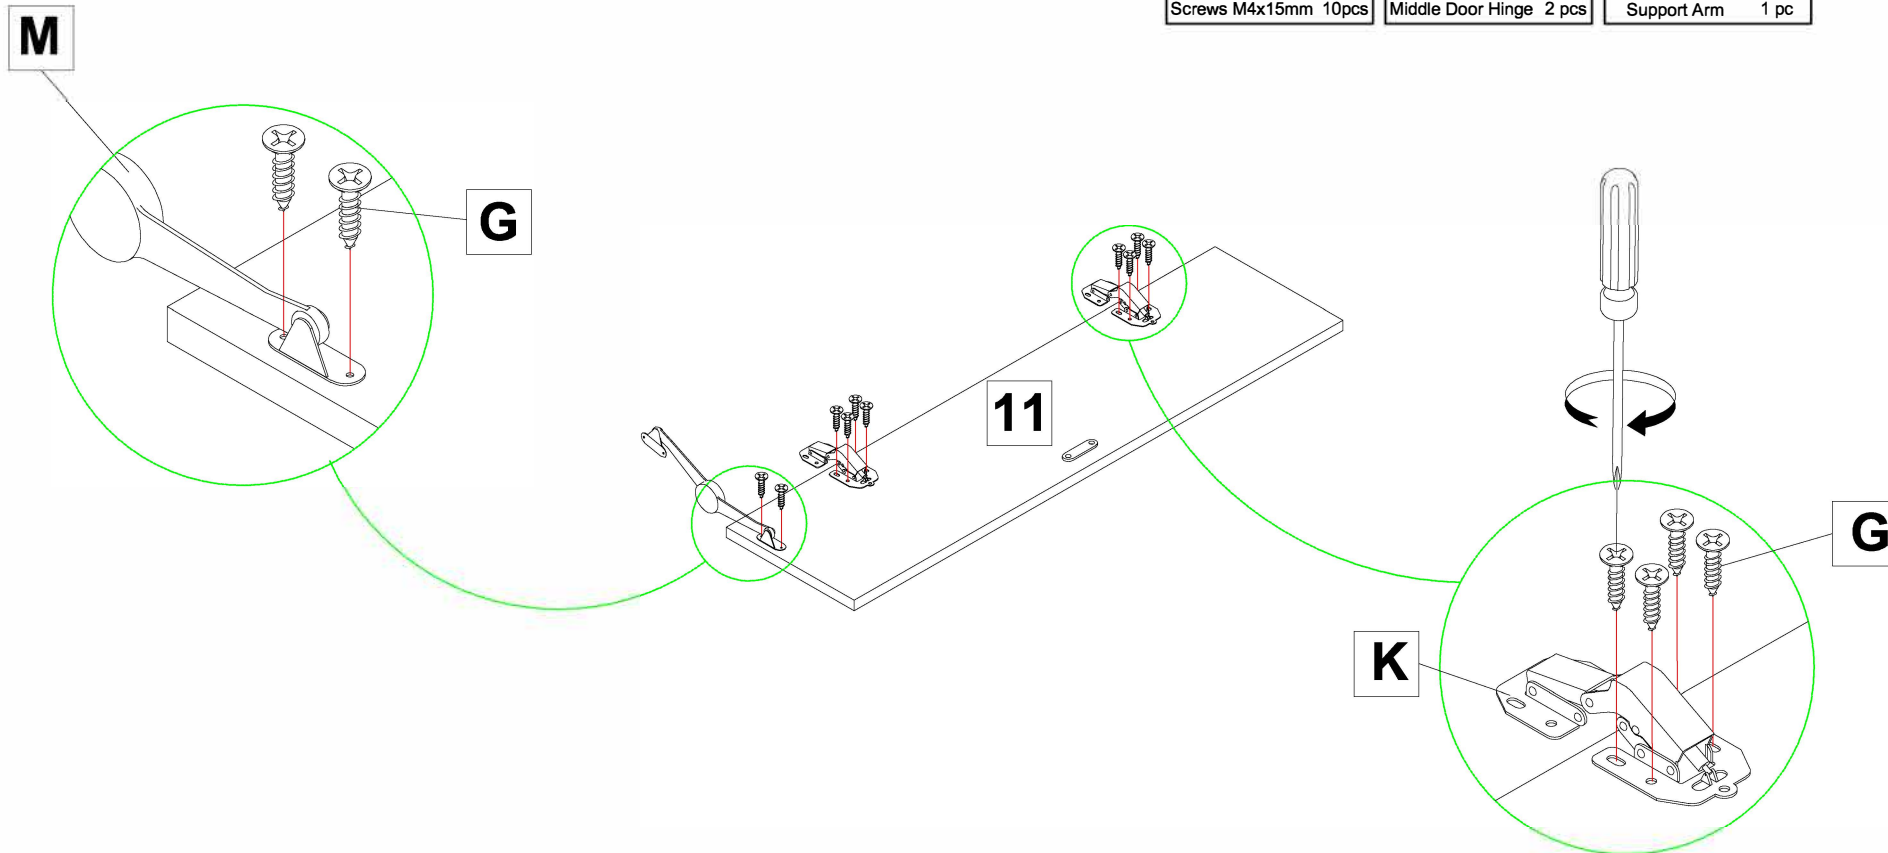 Screws M4x15mm 10pcs
Middle Door Hinge 2 pcs
Support Arm 1 pc
M
G
11
G
K